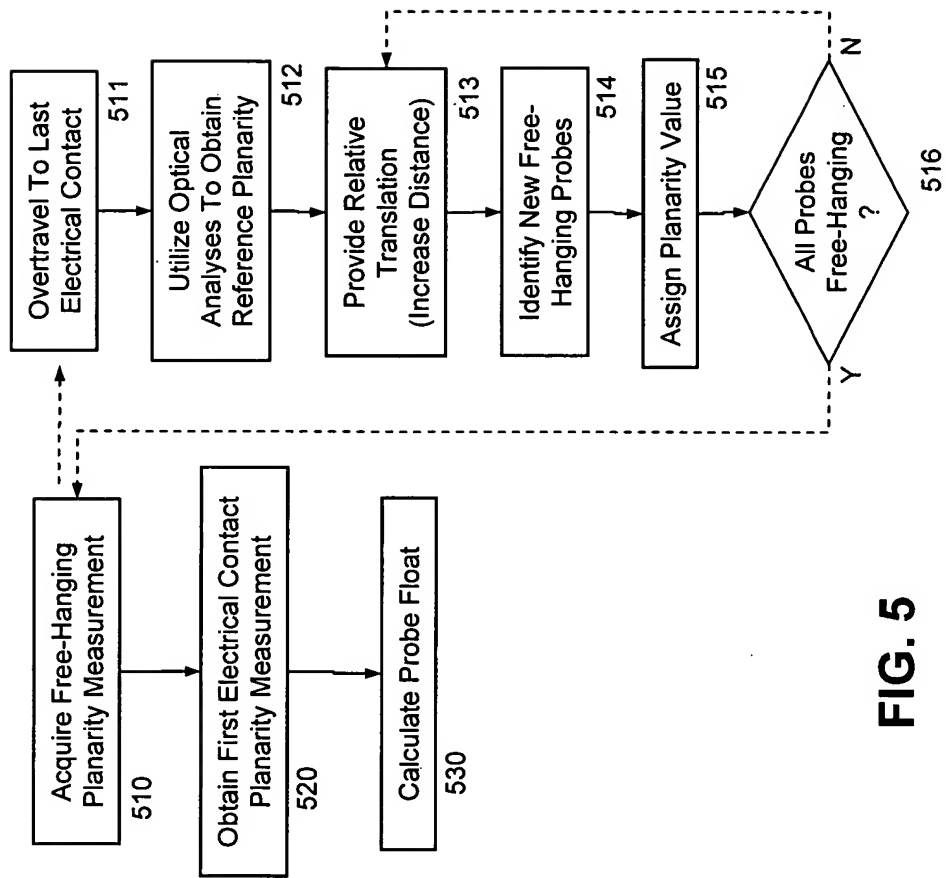 Acquire Free-Hanging
Planarity Measurement
510
Obtain First Electrical Contact
Planarity Measurement
520
Calculate Probe Float
530
Overtravel To Last
Electrical Contact
511
Utilize Optical
Analyses To Obtain
Reference Planarity
512
Provide Relative
Translation
(Increase Distance)
513
Identify New Free-
Hanging Probes
514
Assign Planarity Value
515
All Probes
Free-Hanging
?
Y
N
516
FIG. 5